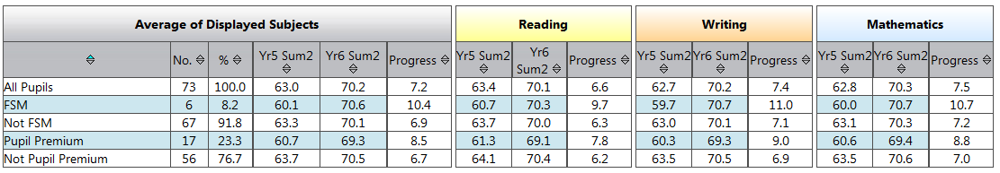 Average of Displayed Subjects Reading Writing Mathematics
No. % Yr5 Sum2 Yr6 Sum2 Progress Yr5 Sum2 Yr6 Sum2 Progress Yr5 Sum2 Yr6 Sum2 Progress Yr5 Sum2 Yr6 Sum2 Progress
All Pupils 73 100.0 63.0 70.2 7.2 63.4 70.1 6.6 62.7 70.2 7.4 62.8 70.3 7.5
FSM 6 8.2 60.1 70.6 10.4 60.7 70.3 9.7 59.7 70.7 11.0 60.0 70.7 10.7
Not FSM 67 91.8 63.3 70.1 6.9 63.7 70.0 6.3 63.0 70.1 7.1 63.1 70.3 7.2
Pupil Premium 17 23.3 60.7 69.3 8.5 61.3 69.1 7.8 60.3 69.3 9.0 60.6 69.4 8.8
Not Pupil Premium 56 76.7 63.7 70.5 6.7 64.1 70.4 6.2 63.5 70.5 6.9 63.5 70.6 7.0